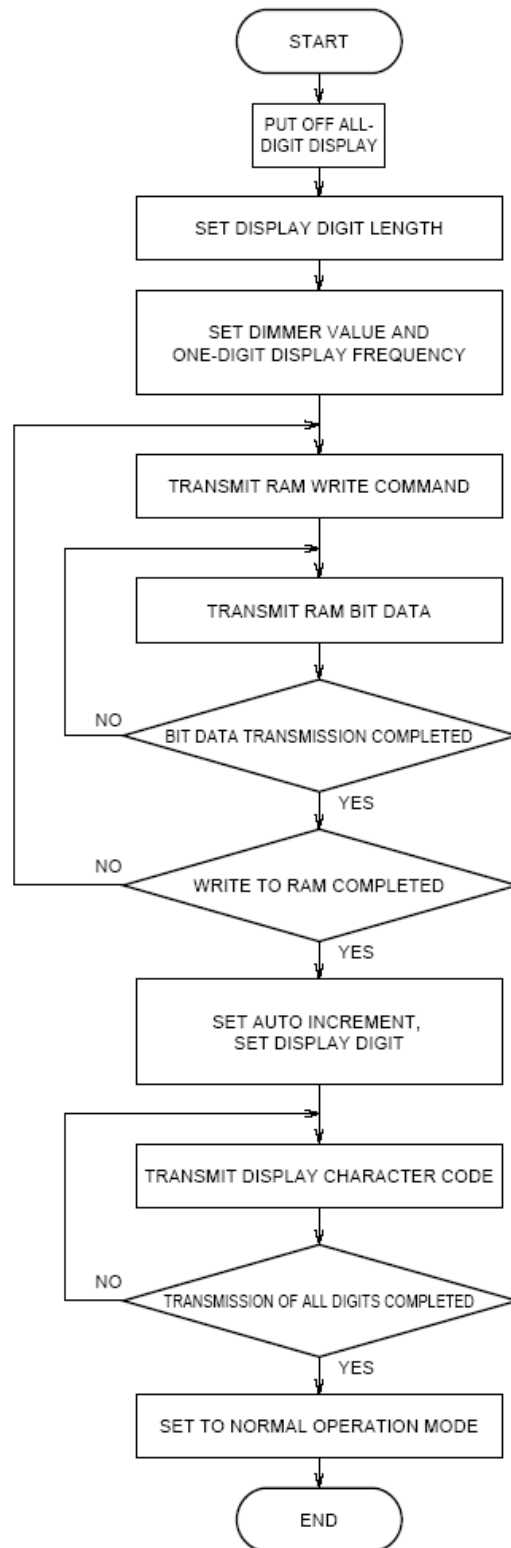 START
PUT OFF ALL-
DIGIT DISPLAY
SET DISPLAY DIGIT LENGTH
SET DIMMER VALUE AND
ONE-DIGIT DISPLAY FREQUENCY
TRANSMIT RAM WRITE COMMAND
TRANSMIT RAM BIT DATA
NO
BIT DATA TRANSMISSION COMPLETED
YES
NO
WRITE TO RAM COMPLETED
YES
SET AUTO INCREMENT,
SET DISPLAY DIGIT
TRANSMIT DISPLAY CHARACTER CODE
NO
TRANSMISSION OF ALL DIGITS COMPLETED
YES
SET TO NORMAL OPERATION MODE
END